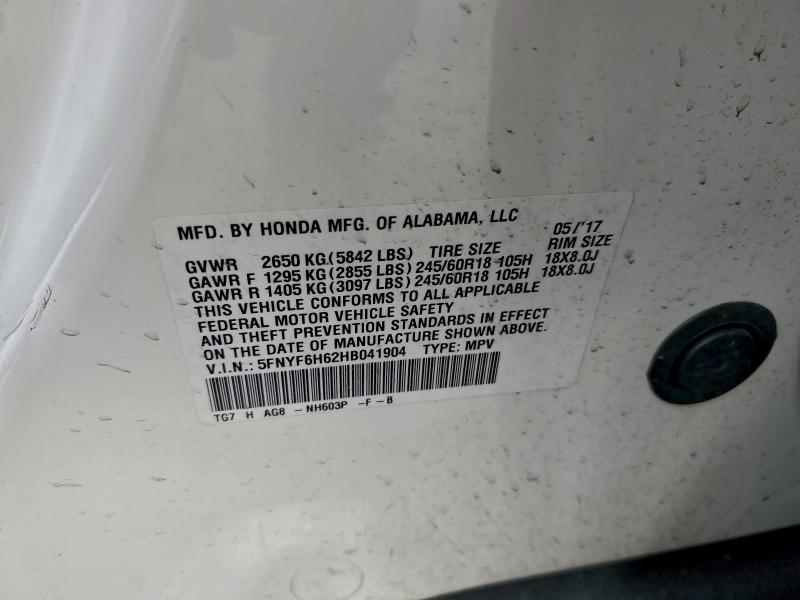 MFD. BY HONDA MFG. OF ALABAMA, LLC 05/'17
GVWR 2650 KG.(5842 LBS) TIRE SIZE RIM SIZE
GAWR F 1295 KG (2855 LBS) 245/60R18 105H 18X8.0J
GAWR R 1405 KG (3097 LBS) 245/60R18 105H 18X8.0J
THIS VEHICLE CONFORMS TO ALL APPLICABLE
FEDERAL MOTOR VEHICLE SAFETY
AND THEFT PREVENTION STANDARDS IN EFFECT
ON THE DATE OF MANUFACTURE SHOWN ABOVE.
V.I.N.: 5FNYF6H62HB041904 TYPE: MPV
TG7 H AG8 -NH603P -F-B